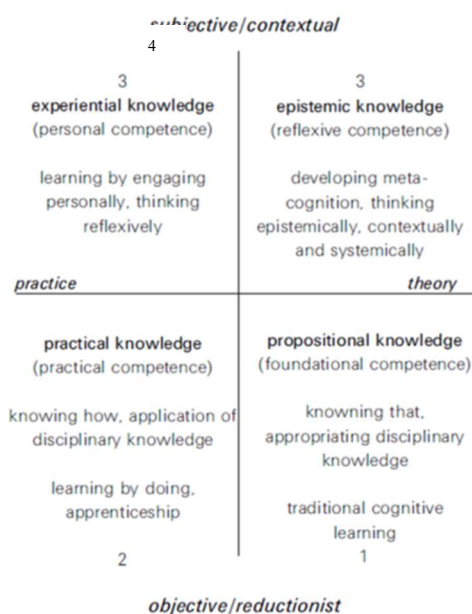 subjective/contextual
4
3
experiential knowledge
(personal competence)
learning by engaging
personally, thinking
reflexively
3
epistemic knowledge
(reflexive competence)
developing meta-
cognition, thinking
epistemically, contextually
and systemically
practice
theory
practical knowledge
(practical competence)
knowing how, application of
disciplinary knowledge
learning by doing,
apprenticeship
2
propositional knowledge
(foundational competence)
knowning that,
appropriating disciplinary
knowledge
traditional cognitive
learning
1
objective/reductionist